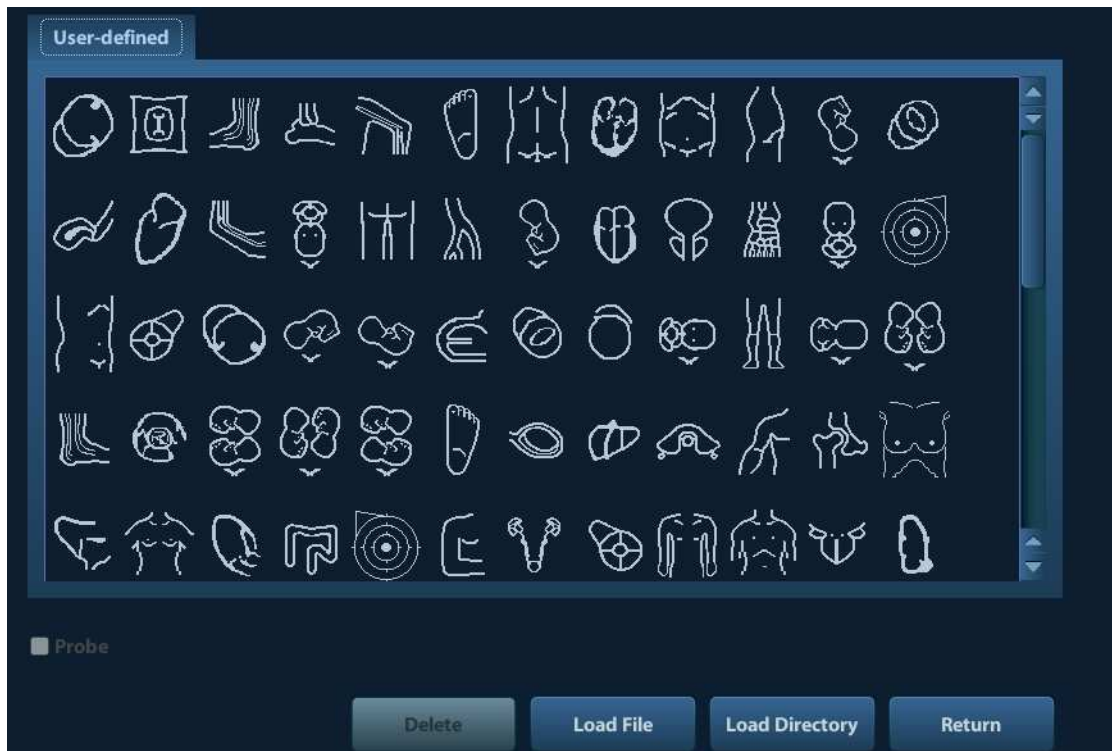 User-defined
Probe
Delete
Load File
Load Directory
Return